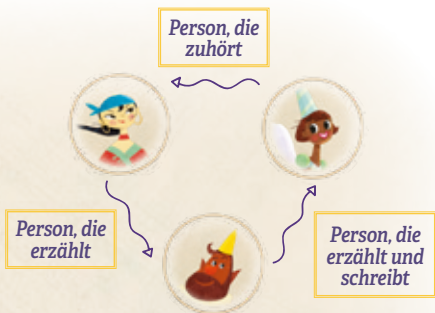 Person, die
zuhört
Person, die
erzählt
Person, die
erzählt und
schreibt